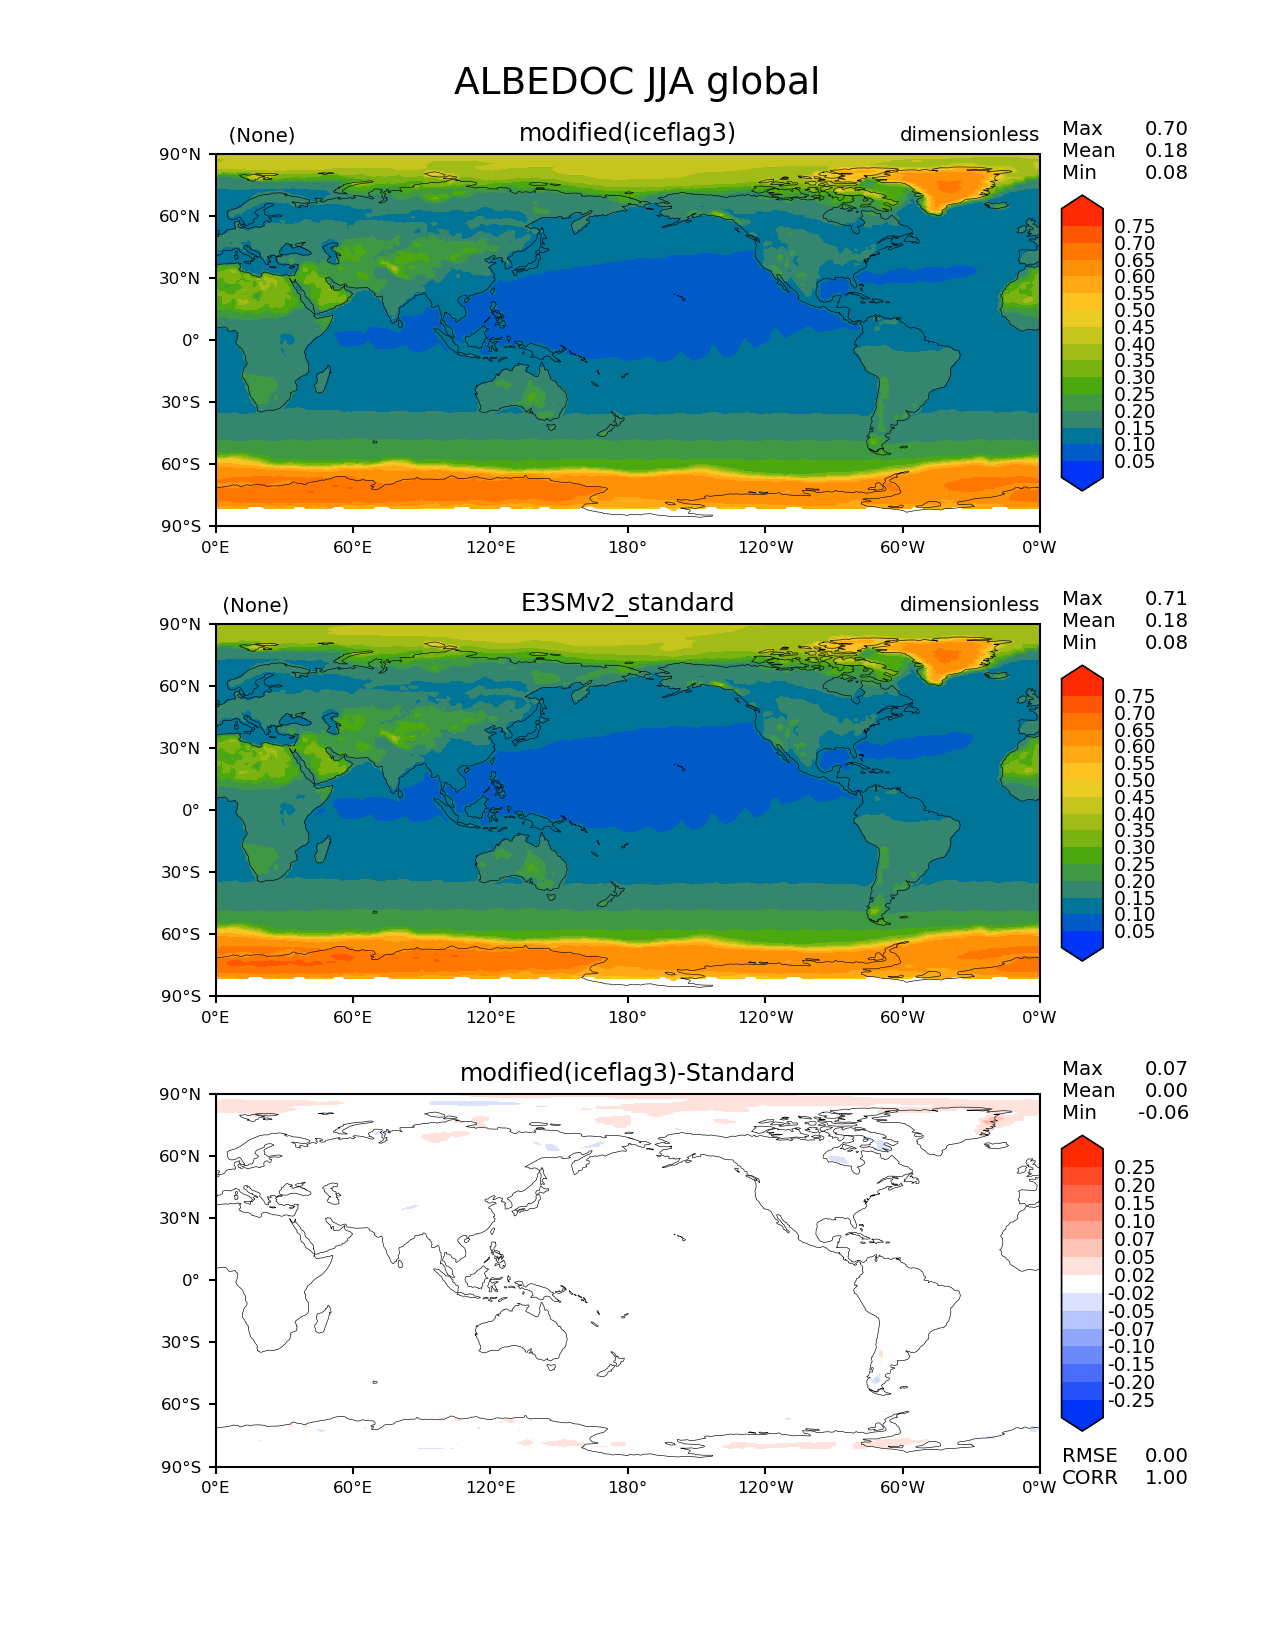 ALBEDOC JJA global
(None) modified(iceflag3) dimensionless
Max 0.70
Mean 0.18
Min 0.08
90°N
60°N
30°N
0°
30°S
60°S
90°S
0°E 60°E 120°E 180° 120°W 60°W 0°W
0.75
0.70
0.65
0.60
0.55
0.50
0.45
0.40
0.35
0.30
0.25
0.20
0.15
0.10
0.05
(None) E3SMv2_standard dimensionless
Max 0.71
Mean 0.18
Min 0.08
90°N
60°N
30°N
0°
30°S
60°S
90°S
0°E 60°E 120°E 180° 120°W 60°W 0°W
0.75
0.70
0.65
0.60
0.55
0.50
0.45
0.40
0.35
0.30
0.25
0.20
0.15
0.10
0.05
modified(iceflag3)-Standard
Max 0.07
Mean 0.00
Min -0.06
90°N
60°N
30°N
0°
30°S
60°S
90°S
0°E 60°E 120°E 180° 120°W 60°W 0°W
0.25
0.20
0.15
0.10
0.07
0.05
0.02
-0.02
-0.05
-0.07
-0.10
-0.15
-0.20
-0.25
RMSE 0.00
CORR 1.00